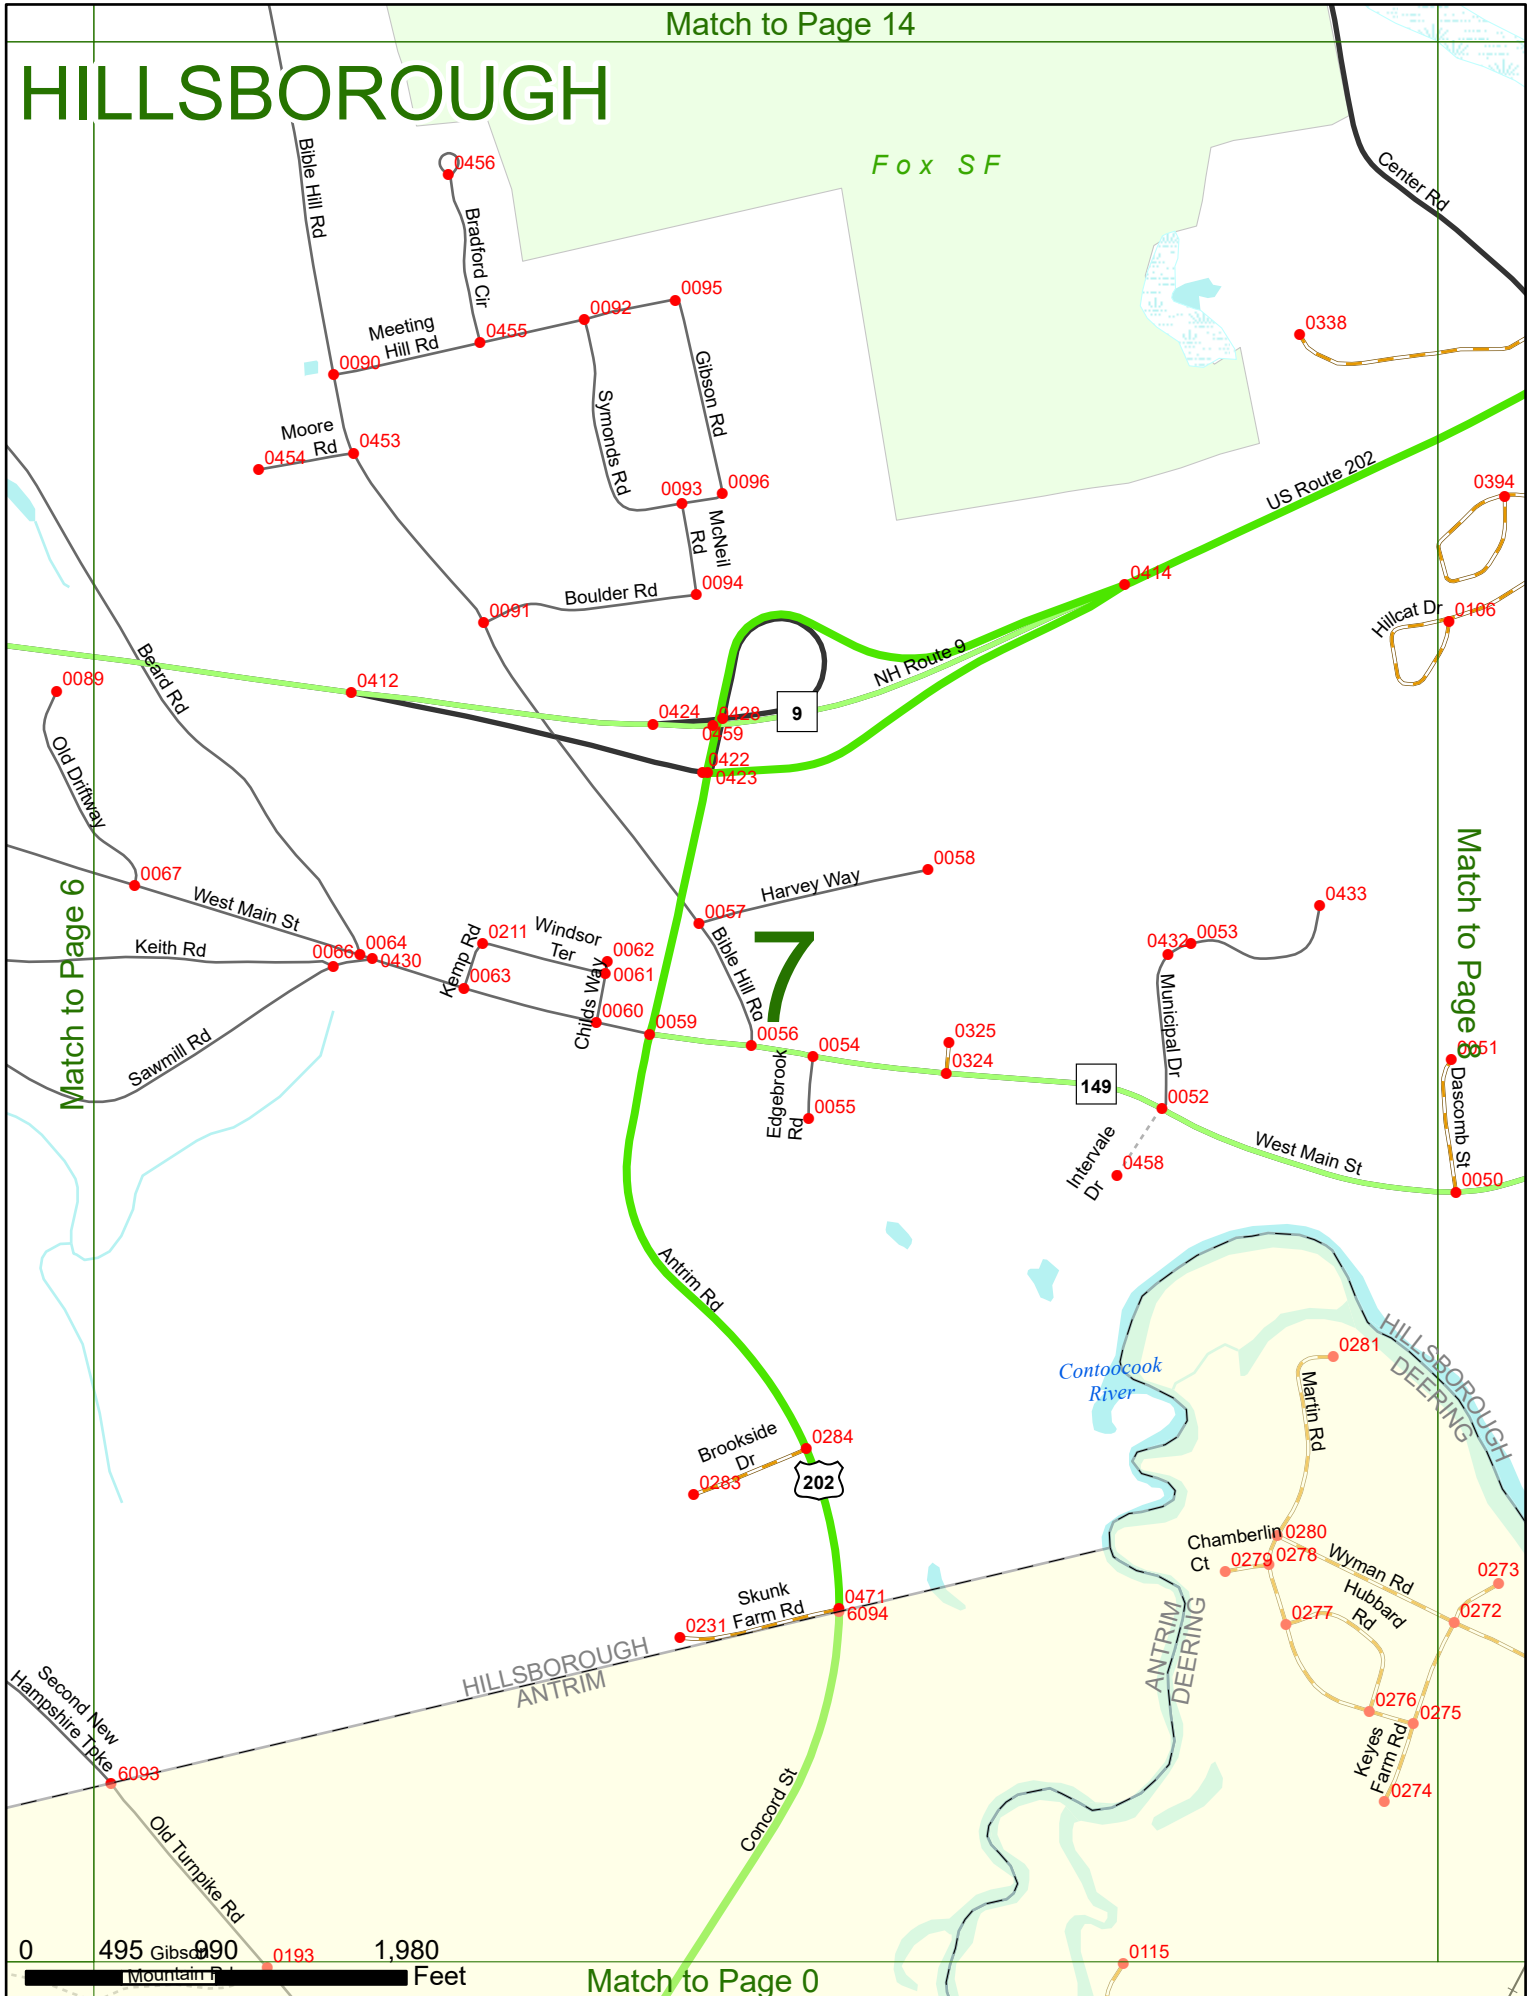 Match to Page 14
HILLSBOROUGH
Fox SF
Center Rd
Bible Hill Rd
0456
Bradford Cir
0095
0092
0338
Meeting
Hill Rd
0455
0090
Gibson Rd
Symonds Rd
Moore
Rd
0453
0454
US Route 202
0394
0093
0096
McNeil
Rd
0414
0094
Boulder Rd
0091
Hillcat Dr
0106
Beard Rd
NH Route 9
0089
0412
0424
0428
9
0459
Old Driftway
0422
0423
Match to Page 8
0058
0067
Harvey Way
West Main St
Match to Page 6
0433
0057
7
Bible Hill Rd
Keith Rd
0066
0064
0430
Kemp Rd
0211
Windsor
Ter
0062
0061
0063
Childs Way
0060
0059
0056
0054
0325
0324
0432
0053
Municipal Dr
0051
Dascomb St
Sawmill Rd
Edgebrook
Rd
0055
149
0052
Intervale
Dr
0458
West Main St
0050
Antrim Rd
Contoocook
River
0281
HILLSBOROUGH
DEERING
Martin Rd
Brookside
Dr
0284
0283
202
Chamberlin
Ct
0280
0279
0278
Wyman Rd
0273
Hubbard
Rd
0277
0272
Skunk
Farm Rd
0471
6094
0231
HILLSBOROUGH
ANTRIM
ANTRIM
DEERING
0276
0275
Keyes
Farm Rd
0274
Second New
Hampshire Tpke
6093
Concord St
Old Turnpike Rd
0 495 990 1,980
Feet
Gibson
Mountain Rd
0193
0115
Match to Page 0